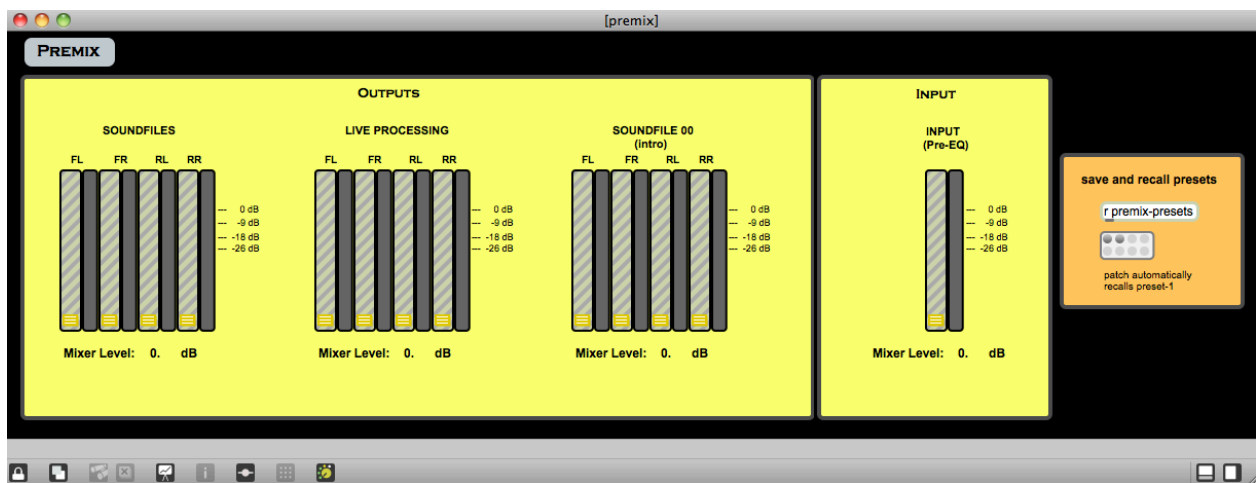 [premix]
PREMIX
OUTPUTS
SOUNDFILES
FL FR RL RR
0 dB
-9 dB
-18 dB
-26 dB
Mixer Level: 0. dB
LIVE PROCESSING
FL FR RL RR
0 dB
-9 dB
-18 dB
-26 dB
Mixer Level: 0. dB
SOUNDFILE 00
(intro)
FL FR RL RR
0 dB
-9 dB
-18 dB
-26 dB
Mixer Level: 0. dB
INPUT
INPUT
(Pre-EQ)
0 dB
-9 dB
-18 dB
-26 dB
Mixer Level: 0. dB
save and recall presets
r premix-presets
patch automatically
recalls preset-1